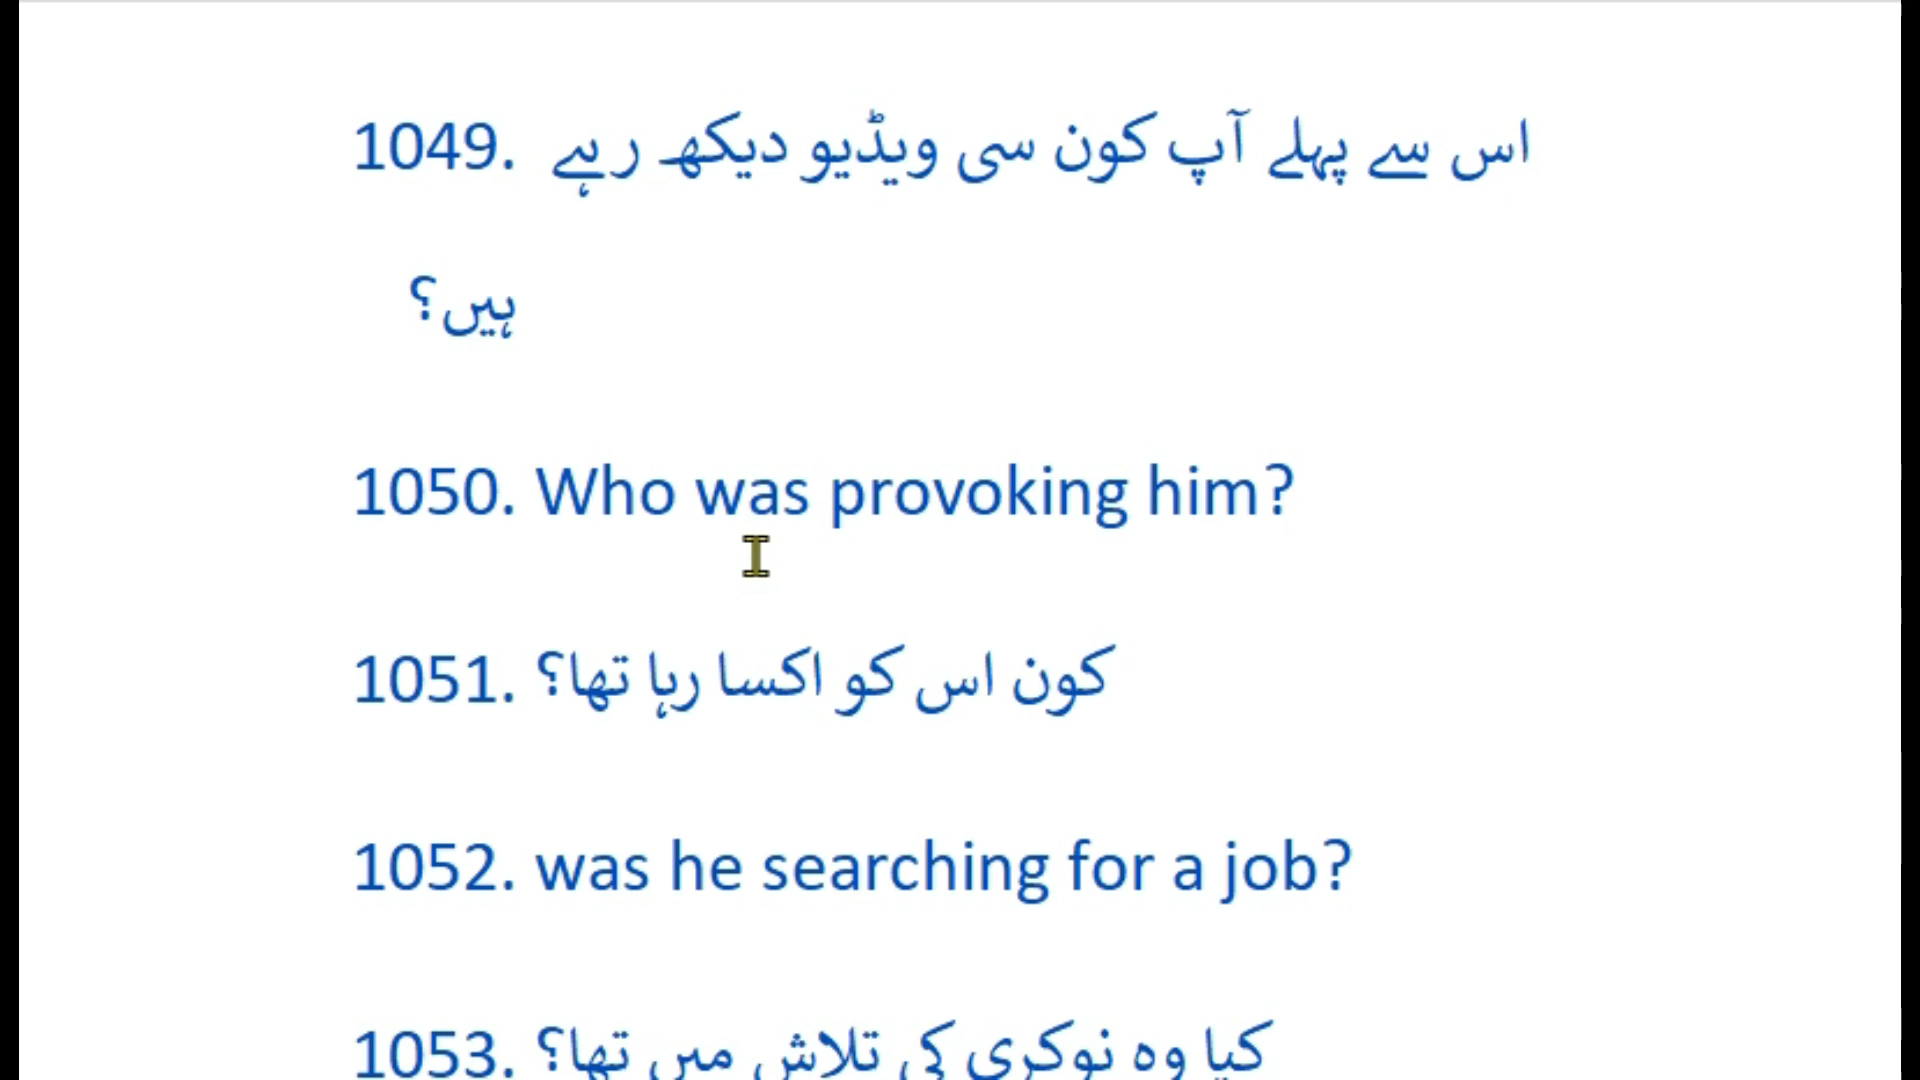 1049. اس سے پہلے آپ کون سی ویڈیو دیکھ رہے
ہیں؟
1050. Who was provoking him?
1051. کون اس کو اکسا رہا تھا؟
1052. was he searching for a job?
1053. کیا وہ نوکری کی تلاش میں تھا؟